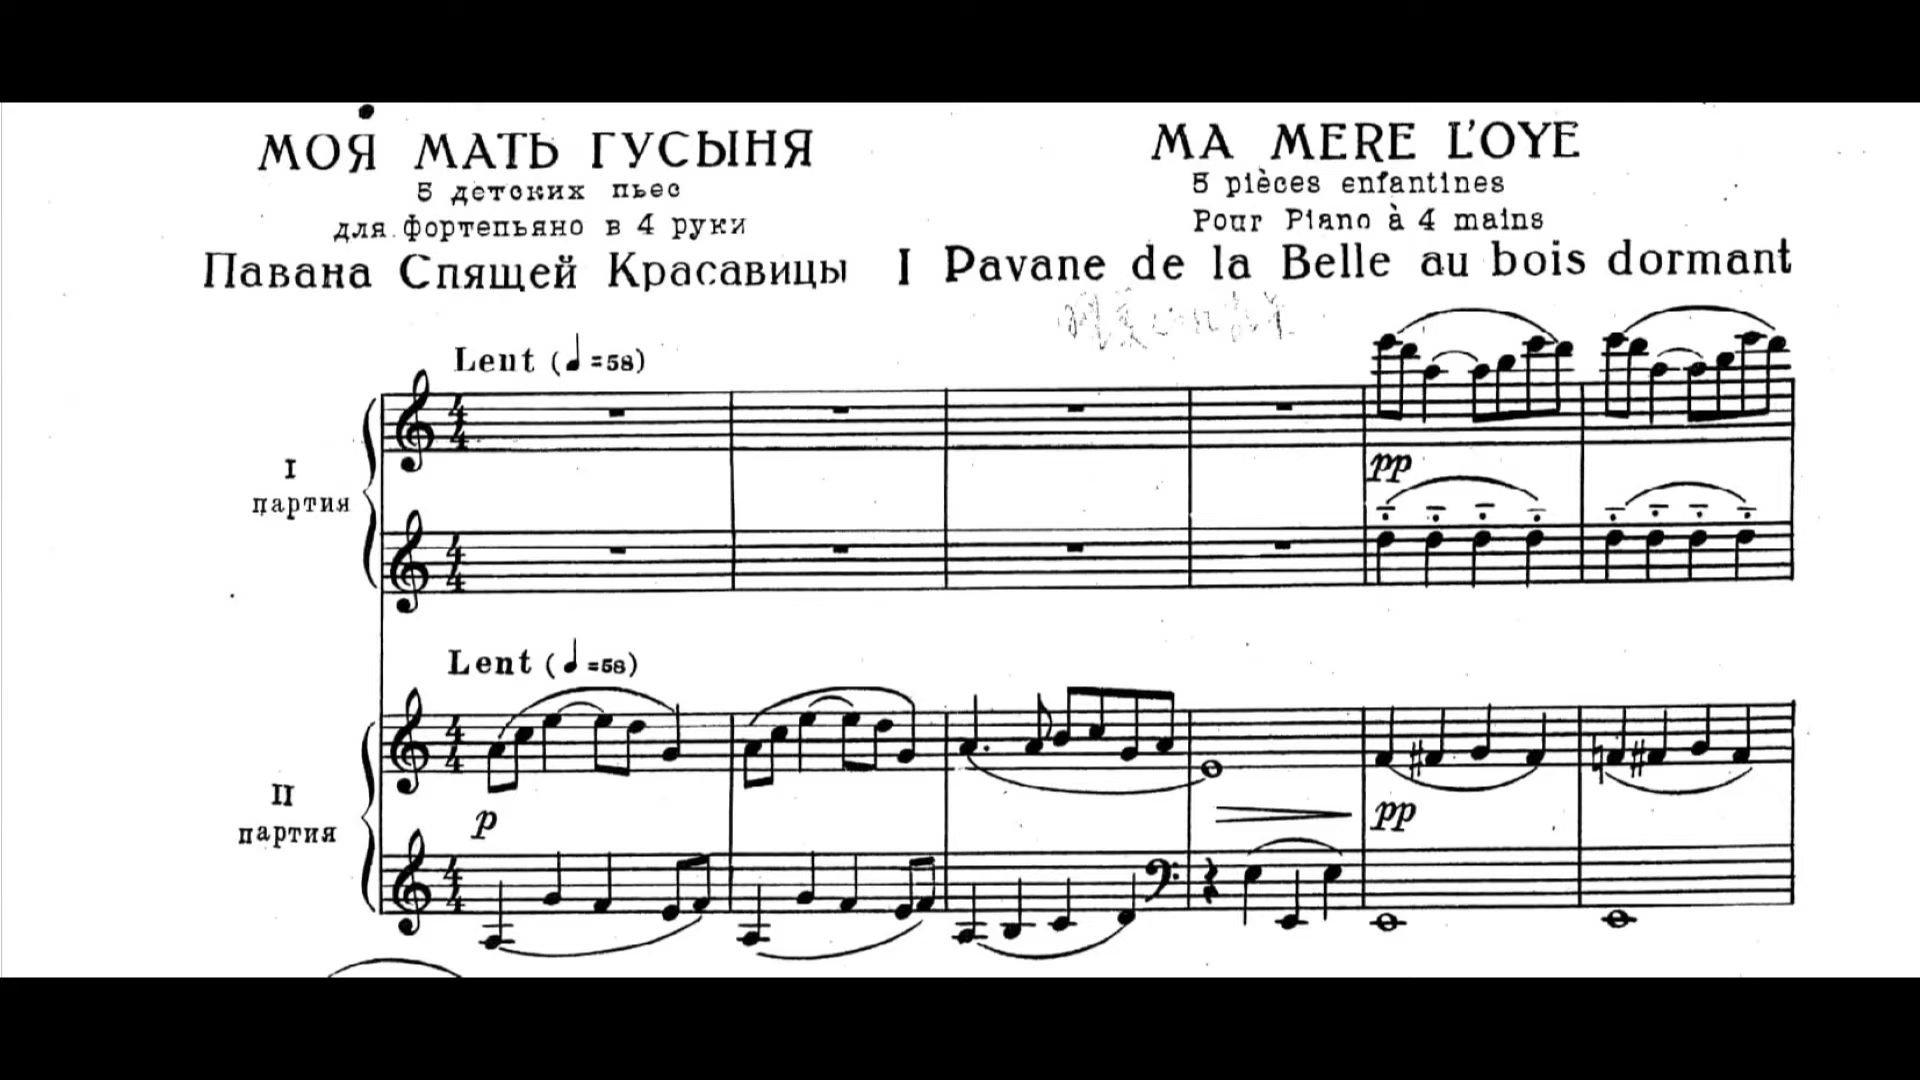 МОЯ МАТЬ ГУСЫНЯ
5 детских пьес
для фортепьяно в 4 руки
Павана Спящей Красавицы
MA MERE L'OYE
5 pièces enfantines
Pour Piano à 4 mains
I Pavane de la Belle au bois dormant
Lent (♩=58)
I
партия
pp
Lent (♩=58)
II
партия
p
pp